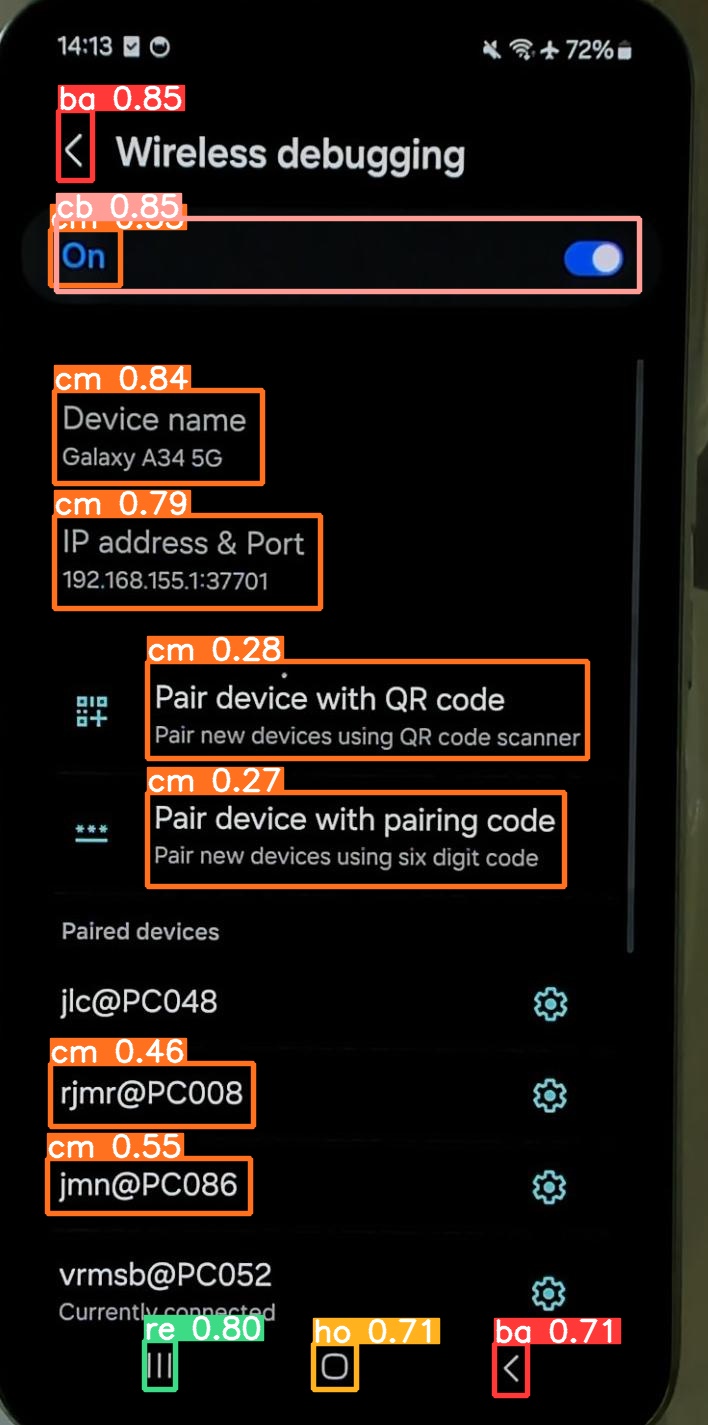 14:13 72%
ba 0.85
Wireless debugging
cb 0.85
On
cm 0.84
Device name
Galaxy A34 5G
cm 0.79
IP address & Port
192.168.155.1:37701
cm 0.28
Pair device with QR code
Pair new devices using QR code scanner
cm 0.27
Pair device with pairing code
Pair new devices using six digit code
Paired devices
jlc@PC048
cm 0.46
rjmr@PC008
cm 0.55
jmn@PC086
vrmsb@PC052
Currently connected
re 0.80 ho 0.71 ba 0.71